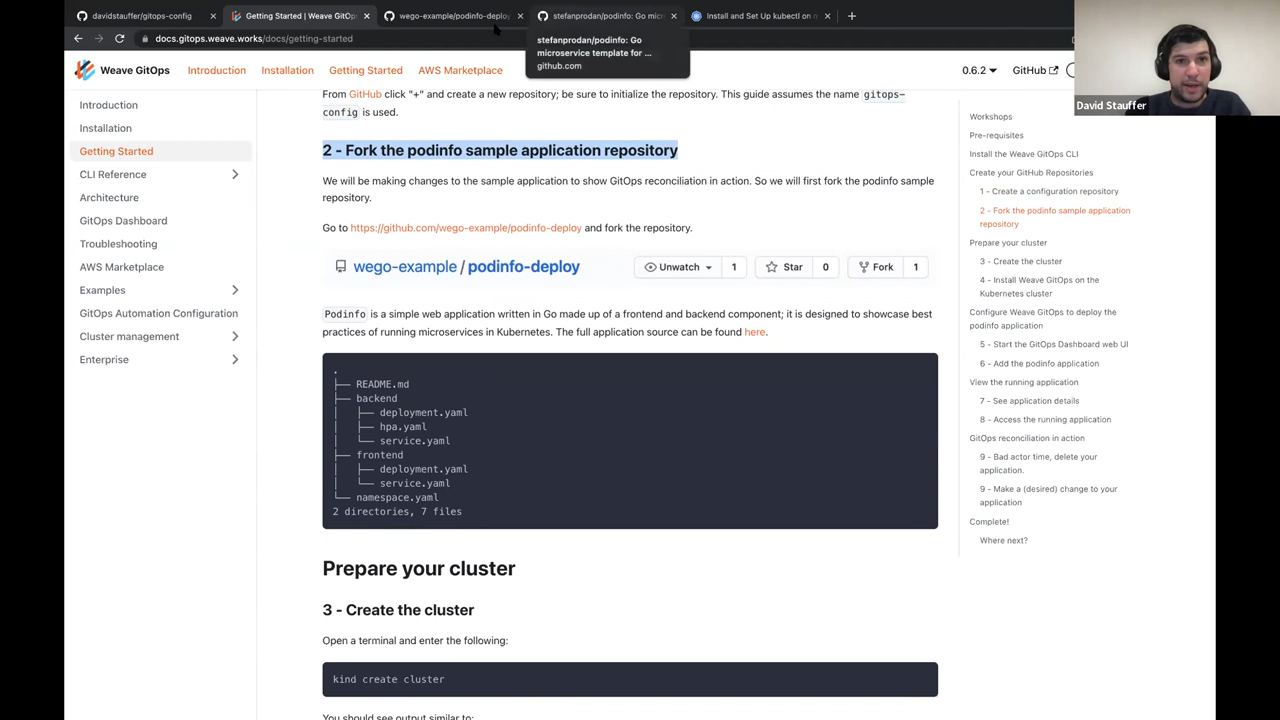 davidstauffer/gitops-config
Getting Started | Weave GitOps
wego-example/podinfo-deploy
stefanprodan/podinfo: Go micr
Install and Set Up kubectl on
docs.gitops.weave.works/docs/getting-started
stefanprodan/podinfo: Go
microservice template for ...
github.com
David Stauffer
Weave GitOps
Introduction
Installation
Getting Started
AWS Marketplace
0.6.2
GitHub
Introduction
Installation
Getting Started
CLI Reference
Architecture
GitOps Dashboard
Troubleshooting
AWS Marketplace
Examples
GitOps Automation Configuration
Cluster management
Enterprise
From GitHub click "+" and create a new repository; be sure to initialize the repository. This guide assumes the name gitops-
config is used.
2 - Fork the podinfo sample application repository
We will be making changes to the sample application to show GitOps reconciliation in action. So we will first fork the podinfo sample
repository.
Go to https://github.com/wego-example/podinfo-deploy and fork the repository.
wego-example / podinfo-deploy
Unwatch 1
Star 0
Fork 1
Podinfo is a simple web application written in Go made up of a frontend and backend component; it is designed to showcase best
practices of running microservices in Kubernetes. The full application source can be found here.
.
├── README.md
├── backend
│   ├── deployment.yaml
│   ├── hpa.yaml
│   └── service.yaml
├── frontend
│   ├── deployment.yaml
│   ├── service.yaml
└── namespace.yaml
2 directories, 7 files
Prepare your cluster
3 - Create the cluster
Open a terminal and enter the following:
kind create cluster
You should see output similar to:
Workshops
Pre-requisites
Install the Weave GitOps CLI
Create your GitHub Repositories
1 - Create a configuration repository
2 - Fork the podinfo sample application
repository
Prepare your cluster
3 - Create the cluster
4 - Install Weave GitOps on the
Kubernetes cluster
Configure Weave GitOps to deploy the
podinfo application
5 - Start the GitOps Dashboard web UI
6 - Add the podinfo application
View the running application
7 - See application details
8 - Access the running application
GitOps reconciliation in action
9 - Bad actor time, delete your
application.
9 - Make a (desired) change to your
application
Complete!
Where next?